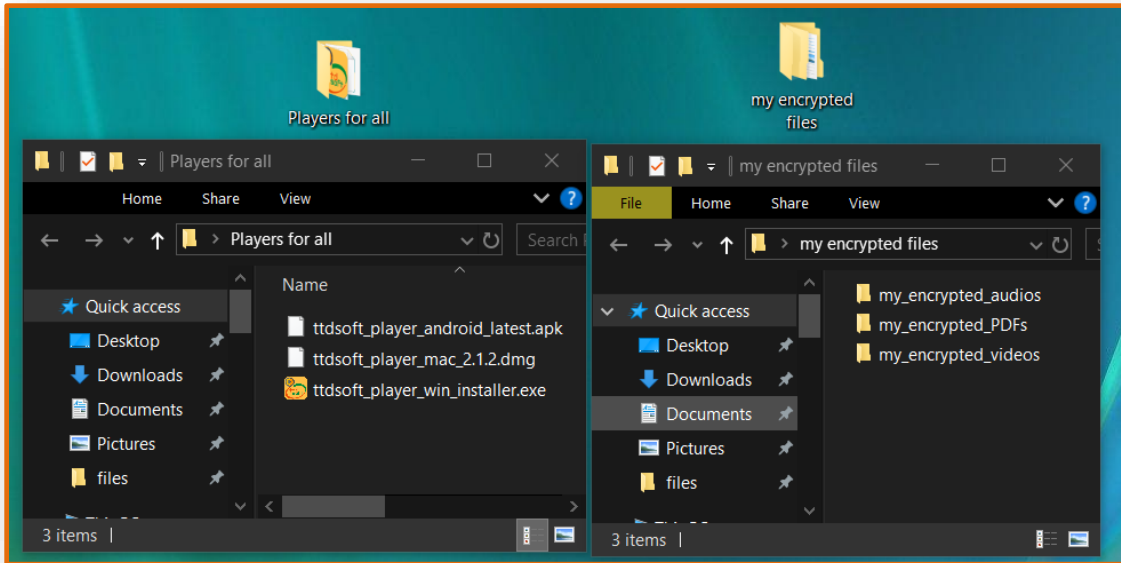 Players for all
my encrypted
files
Players for all
Home Share View
Players for all
Search
Name
Quick access
Desktop
Downloads
Documents
Pictures
files
ttdsoft_player_android_latest.apk
ttdsoft_player_mac_2.1.2.dmg
ttdsoft_player_win_installer.exe
3 items
my encrypted files
File Home Share View
my encrypted files
Quick access
Desktop
Downloads
Documents
Pictures
files
my_encrypted_audios
my_encrypted_PDFs
my_encrypted_videos
3 items